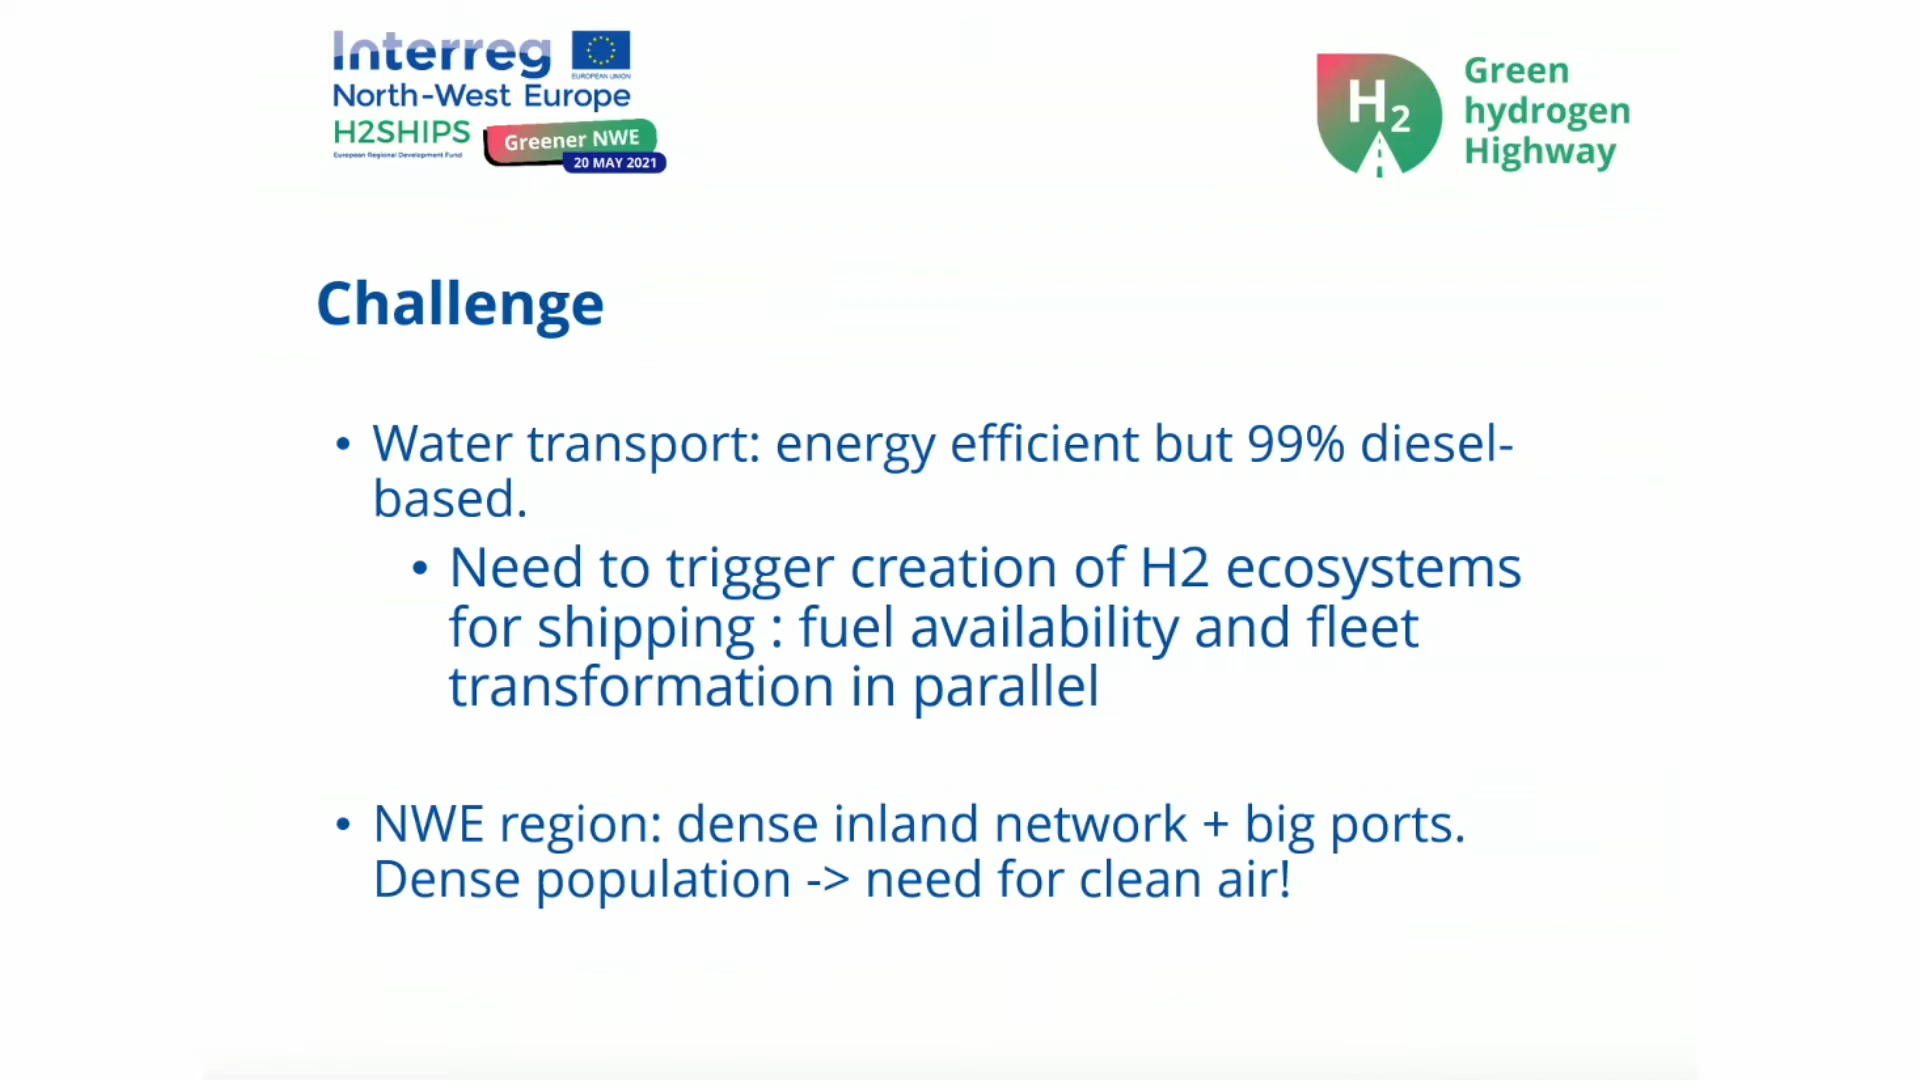 Interreg
EUROPEAN UNION
North-West Europe
H2SHIPS
European Regional Development Fund
Greener NWE
20 MAY 2021
H2
Green
hydrogen
Highway
Challenge
• Water transport: energy efficient but 99% diesel-
based.
• Need to trigger creation of H2 ecosystems
for shipping : fuel availability and fleet
transformation in parallel
• NWE region: dense inland network + big ports.
Dense population -> need for clean air!